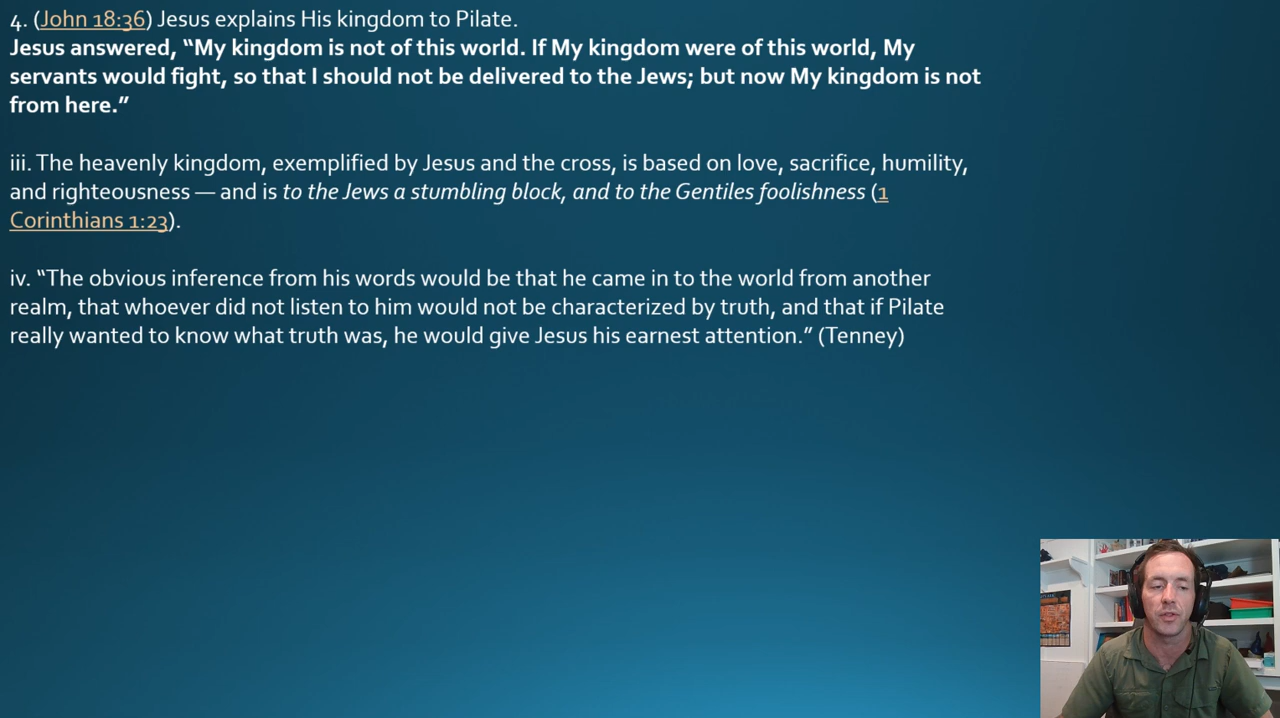 4. (John 18:36) Jesus explains His kingdom to Pilate.
Jesus answered, “My kingdom is not of this world. If My kingdom were of this world, My
servants would fight, so that I should not be delivered to the Jews; but now My kingdom is not
from here.”
iii. The heavenly kingdom, exemplified by Jesus and the cross, is based on love, sacrifice, humility,
and righteousness — and is to the Jews a stumbling block, and to the Gentiles foolishness (1
Corinthians 1:23).
iv. “The obvious inference from his words would be that he came in to the world from another
realm, that whoever did not listen to him would not be characterized by truth, and that if Pilate
really wanted to know what truth was, he would give Jesus his earnest attention.” (Tenney)